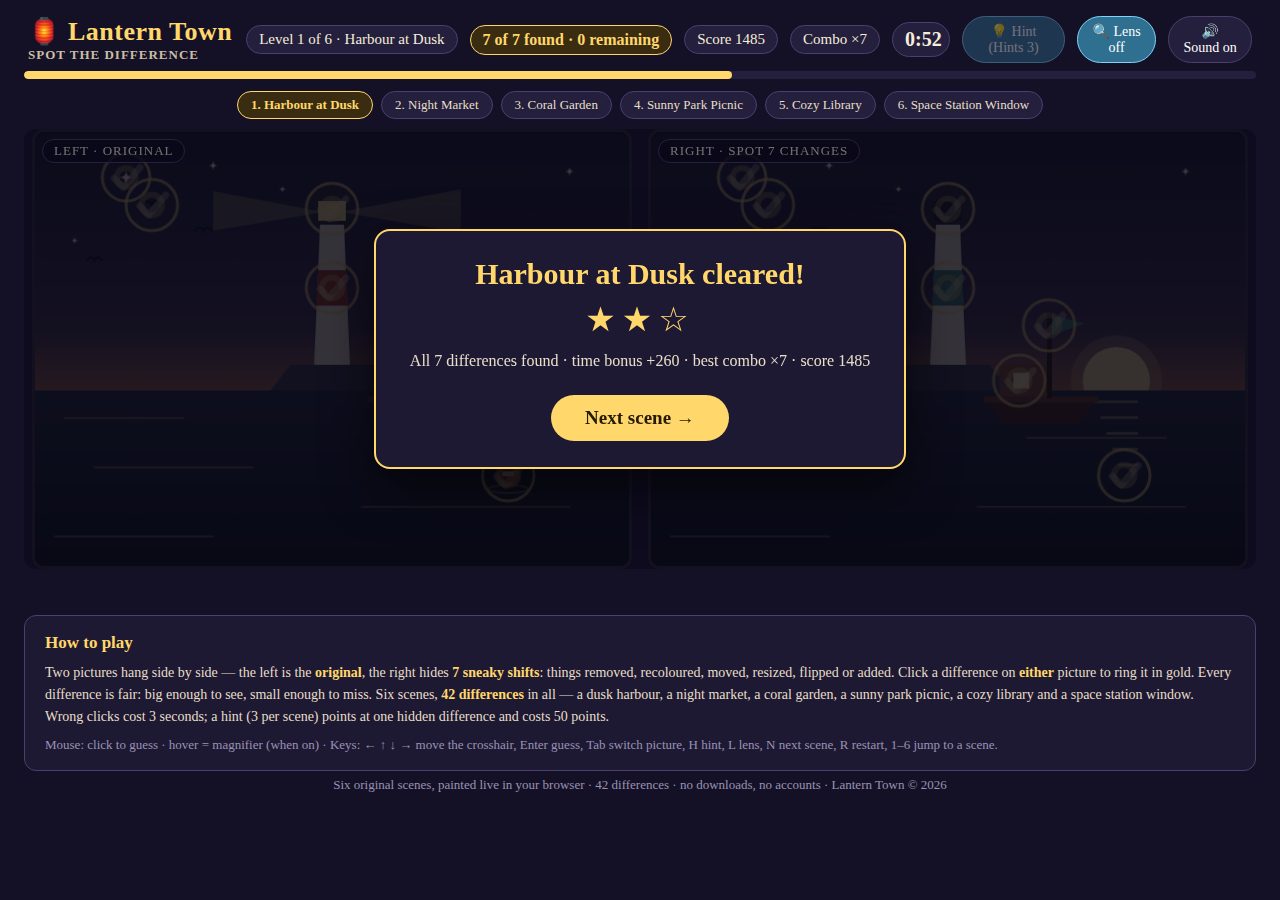 🏮 Lantern Town
SPOT THE DIFFERENCE
Level 1 of 6 · Harbour at Dusk
7 of 7 found · 0 remaining
Score 1485
Combo ×7
0:52
💡 Hint
(Hints 3)
🔍 Lens
off
🔊
Sound on
1. Harbour at Dusk
2. Night Market
3. Coral Garden
4. Sunny Park Picnic
5. Cozy Library
6. Space Station Window
LEFT · ORIGINAL
RIGHT · SPOT 7 CHANGES
Harbour at Dusk cleared!
★ ★ ☆
All 7 differences found · time bonus +260 · best combo ×7 · score 1485
Next scene →
How to play
Two pictures hang side by side — the left is the original, the right hides 7 sneaky shifts: things removed, recoloured, moved, resized, flipped or added. Click a difference on either picture to ring it in gold. Every
difference is fair: big enough to see, small enough to miss. Six scenes, 42 differences in all — a dusk harbour, a night market, a coral garden, a sunny park picnic, a cozy library and a space station window.
Wrong clicks cost 3 seconds; a hint (3 per scene) points at one hidden difference and costs 50 points.
Mouse: click to guess · hover = magnifier (when on) · Keys: ← ↑ ↓ → move the crosshair, Enter guess, Tab switch picture, H hint, L lens, N next scene, R restart, 1–6 jump to a scene.
Six original scenes, painted live in your browser · 42 differences · no downloads, no accounts · Lantern Town © 2026